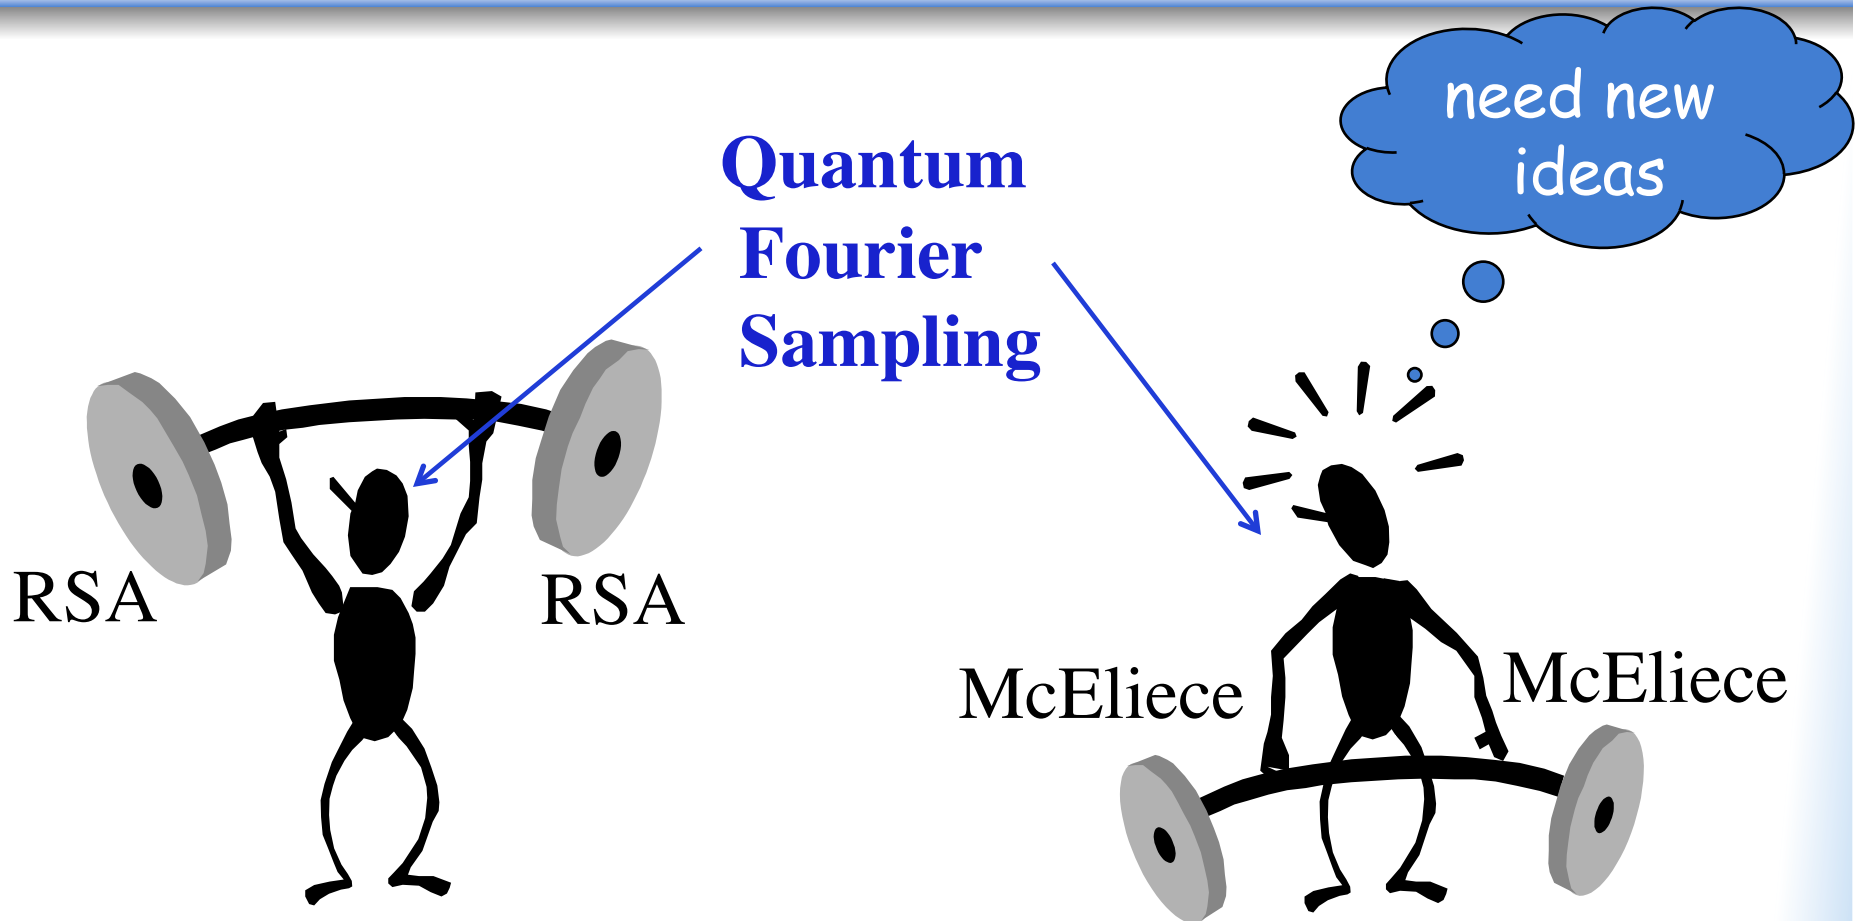 need new
ideas
Quantum
Fourier
Sampling
RSA
RSA
McEliece
McEliece